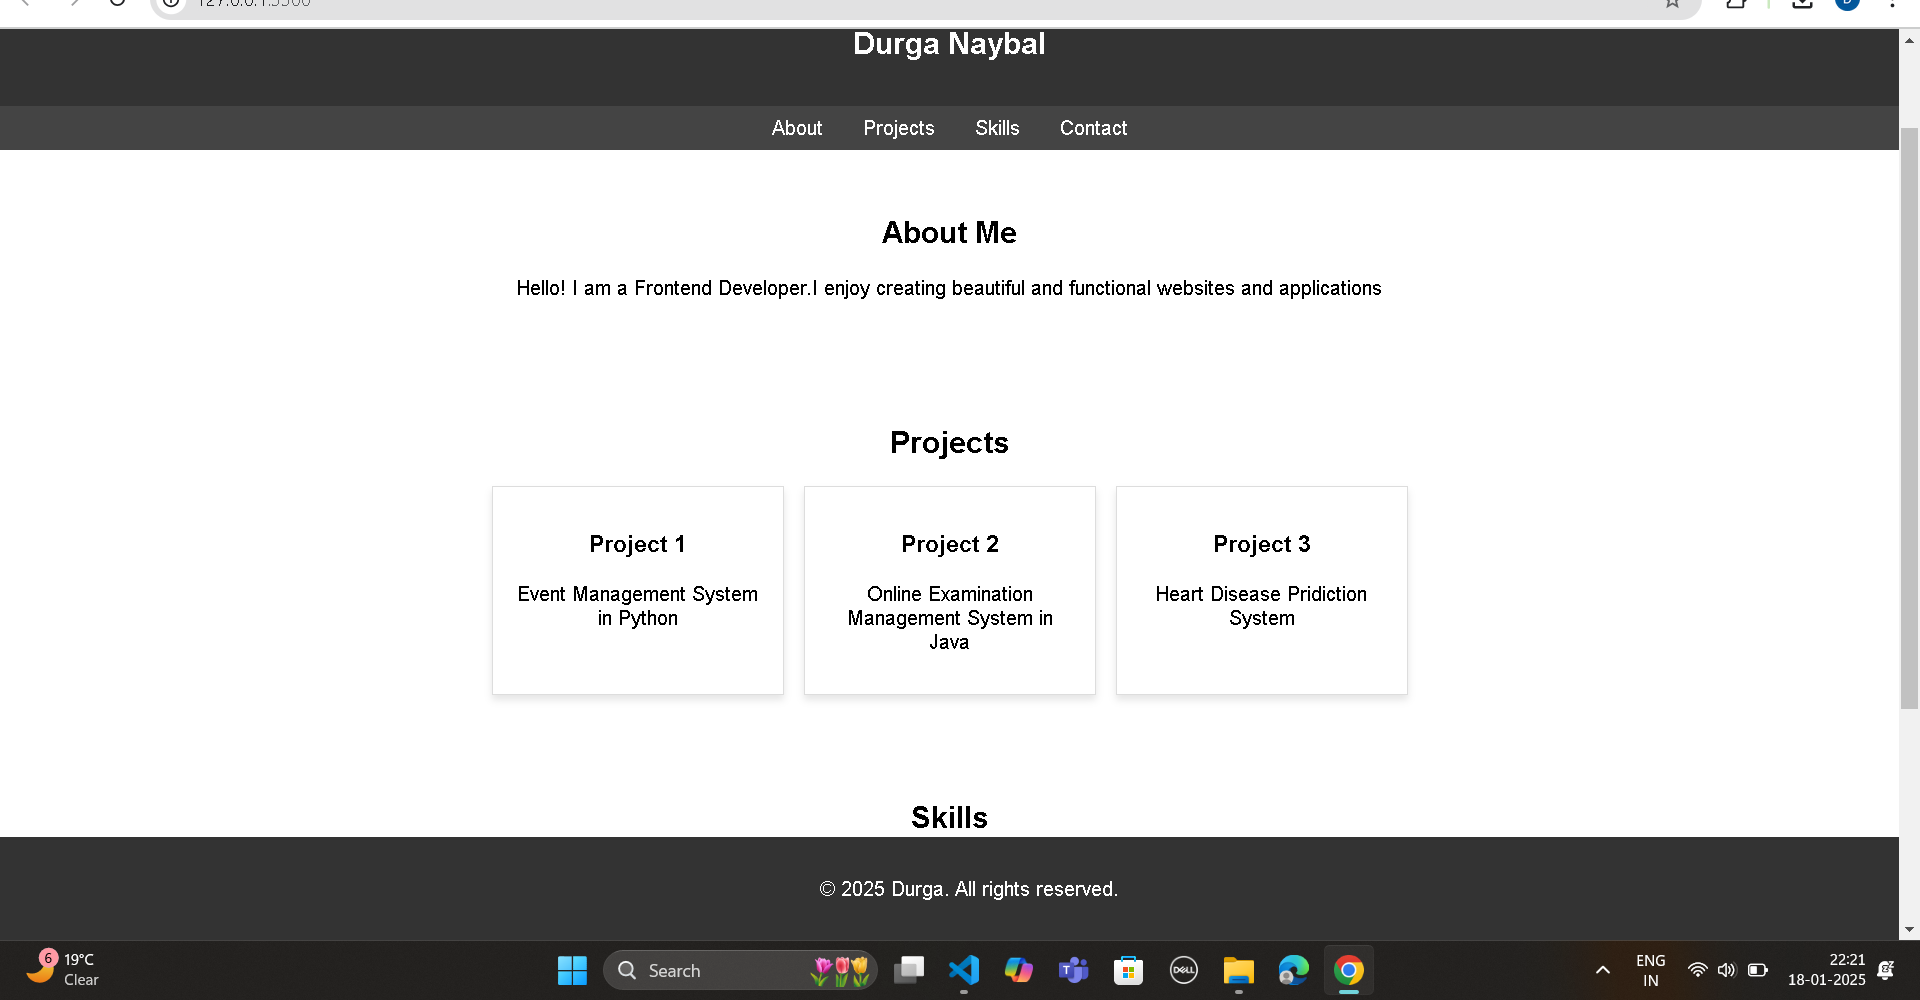 127.0.0.1:5500
Durga Naybal
About Projects Skills Contact
About Me
Hello! I am a Frontend Developer.I enjoy creating beautiful and functional websites and applications
Projects
Project 1
Event Management System
in Python
Project 2
Online Examination
Management System in
Java
Project 3
Heart Disease Pridiction
System
Skills
© 2025 Durga. All rights reserved.
6
19°C
Clear
Search
DELL
ENG
IN
22:21
18-01-2025